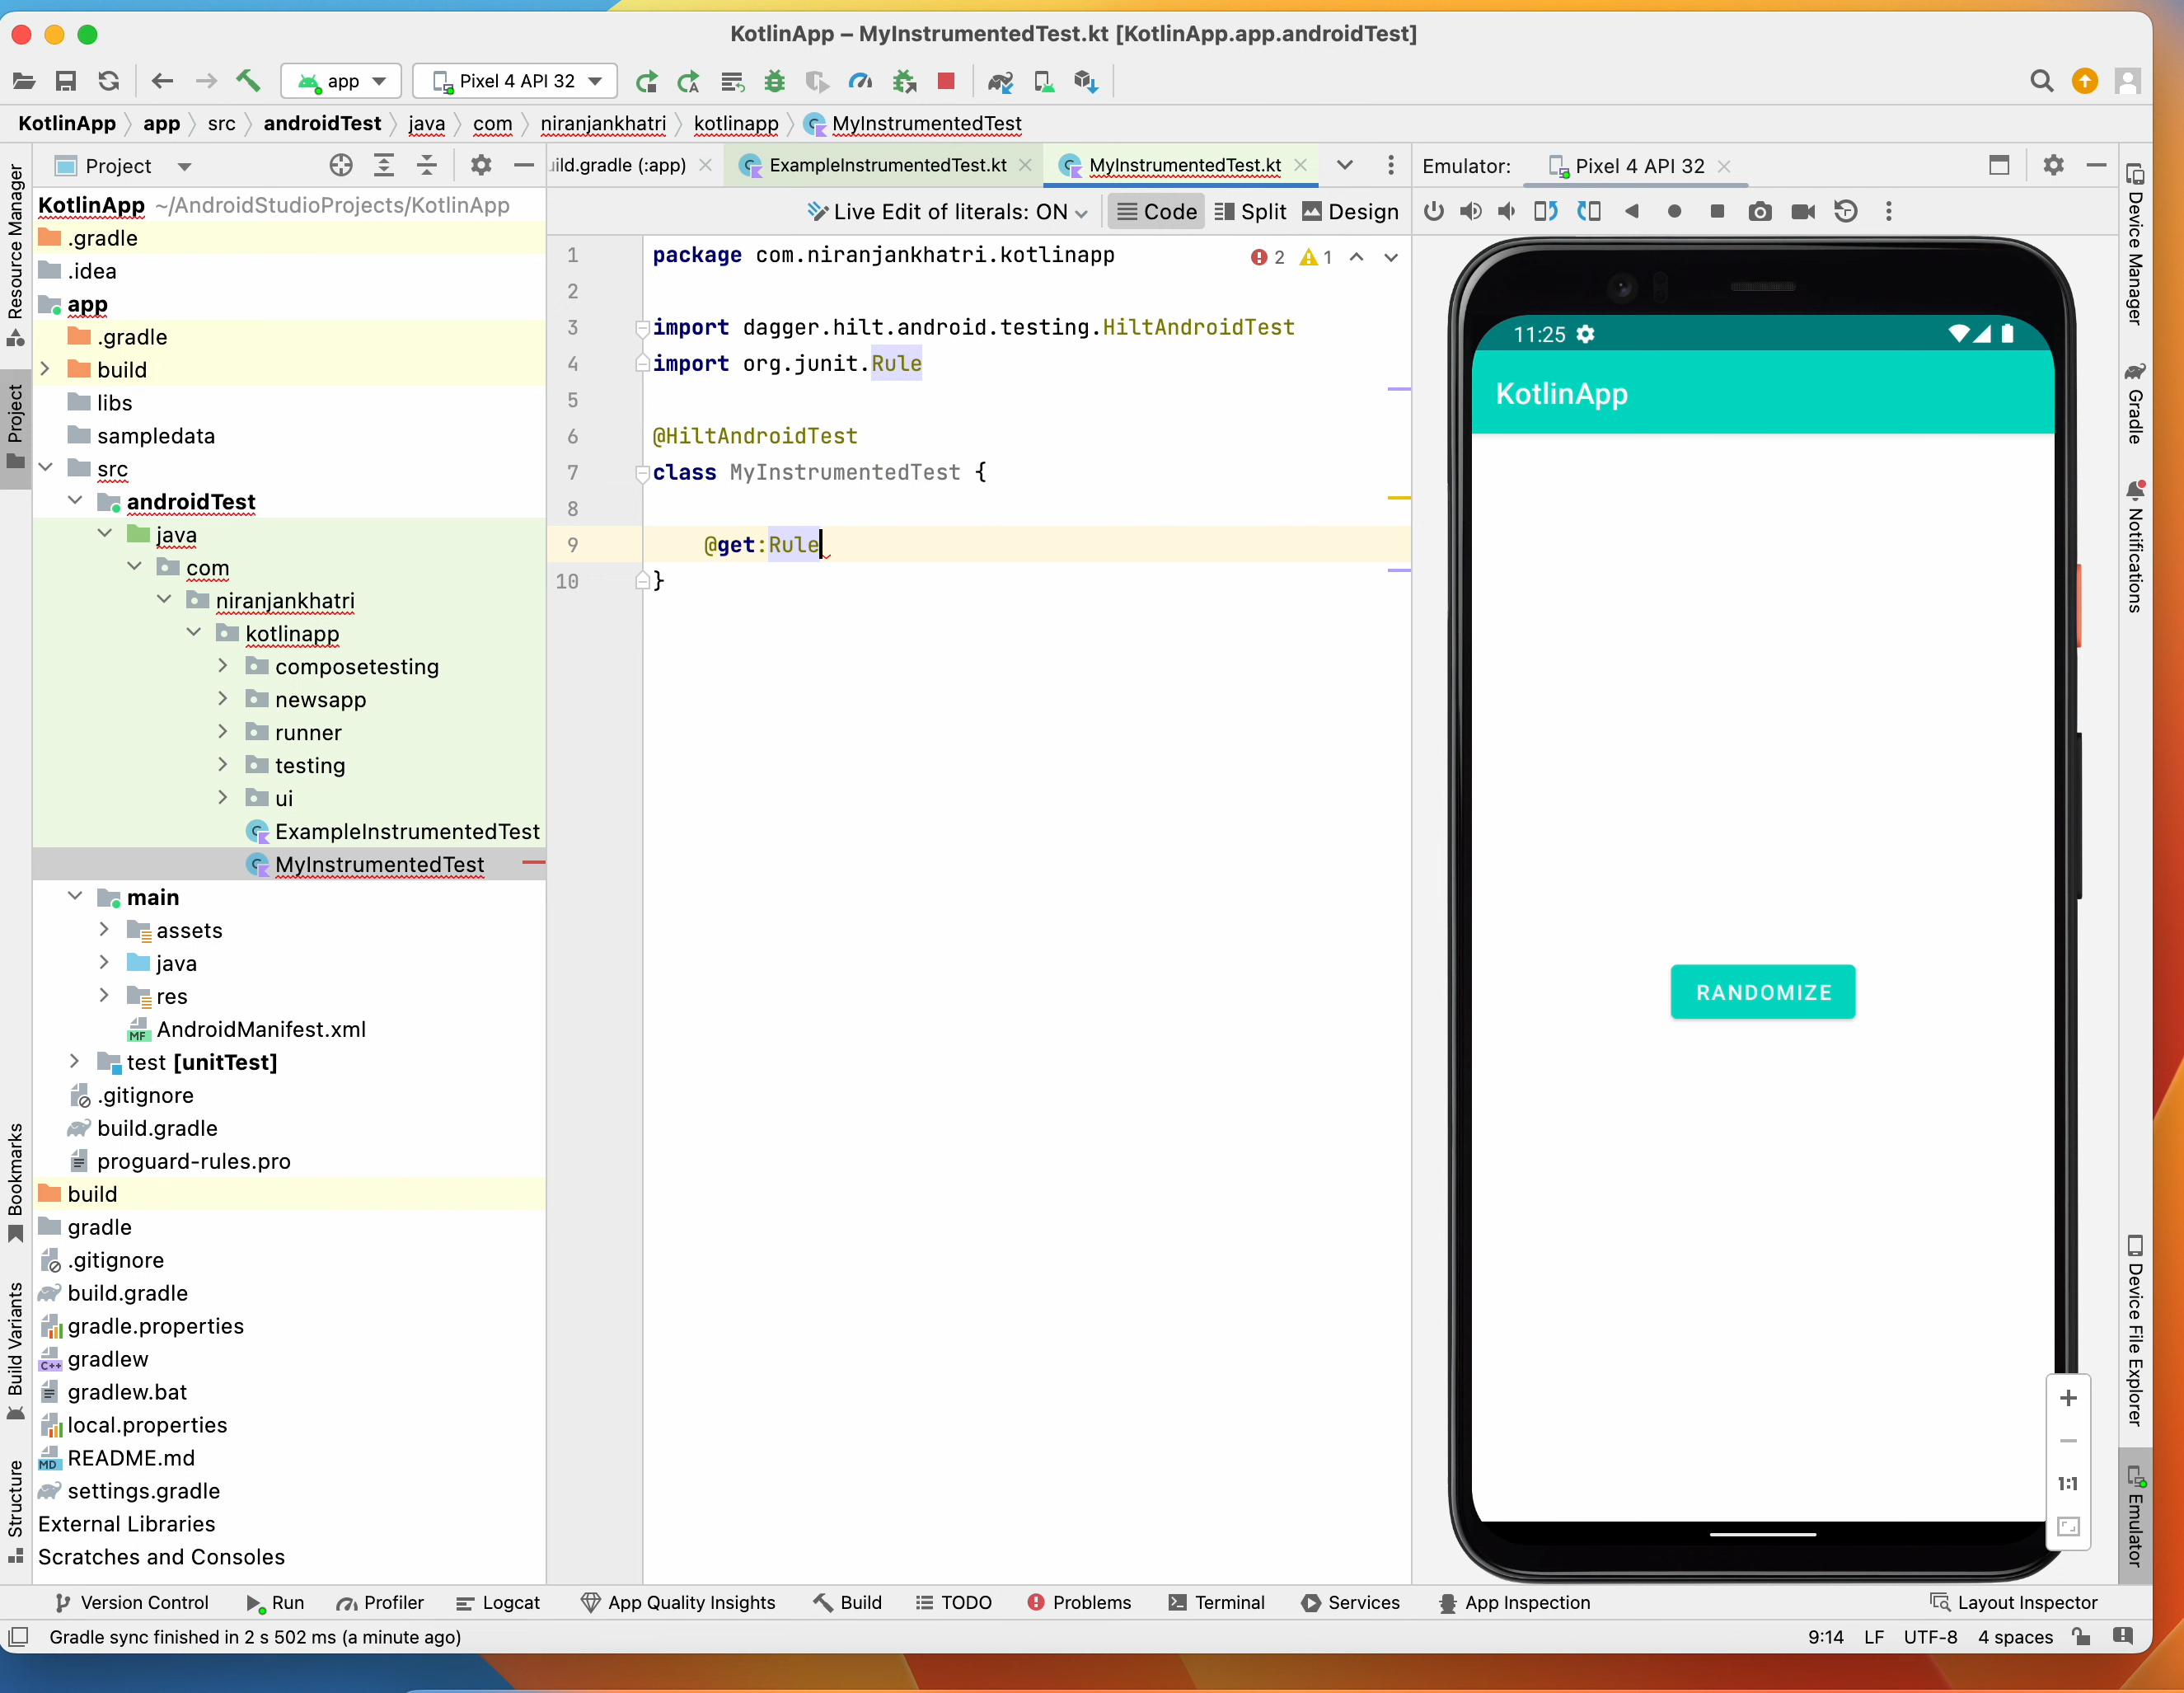 KotlinApp – MyInstrumentedTest.kt [KotlinApp.app.androidTest]
app
Pixel 4 API 32
KotlinApp
app
src
androidTest
java
com
niranjankhatri
kotlinapp
MyInstrumentedTest
Project
ild.gradle (:app)
ExampleInstrumentedTest.kt
MyInstrumentedTest.kt
Emulator:
Pixel 4 API 32
Live Edit of literals: ON
Code
Split
Design
Resource Manager
Project
Bookmarks
Build Variants
Structure
KotlinApp ~/AndroidStudioProjects/KotlinApp
.gradle
.idea
app
.gradle
build
libs
sampledata
src
androidTest
java
com
niranjankhatri
kotlinapp
composetesting
newsapp
runner
testing
ui
ExampleInstrumentedTest
MyInstrumentedTest
main
assets
java
res
MF AndroidManifest.xml
test [unitTest]
.gitignore
build.gradle
proguard-rules.pro
build
gradle
.gitignore
build.gradle
gradle.properties
C++ gradlew
gradlew.bat
local.properties
MD README.md
settings.gradle
External Libraries
Scratches and Consoles
1 package com.niranjankhatri.kotlinapp
2
3 import dagger.hilt.android.testing.HiltAndroidTest
4 import org.junit.Rule
5
6 @HiltAndroidTest
7 class MyInstrumentedTest {
8
9 @get:Rule
10 }
2 1
11:25
KotlinApp
RANDOMIZE
1:1
Device Manager
Gradle
Notifications
Device File Explorer
Emulator
Version Control
Run
Profiler
Logcat
App Quality Insights
Build
TODO
Problems
Terminal
Services
App Inspection
Layout Inspector
Gradle sync finished in 2 s 502 ms (a minute ago)
9:14
LF
UTF-8
4 spaces